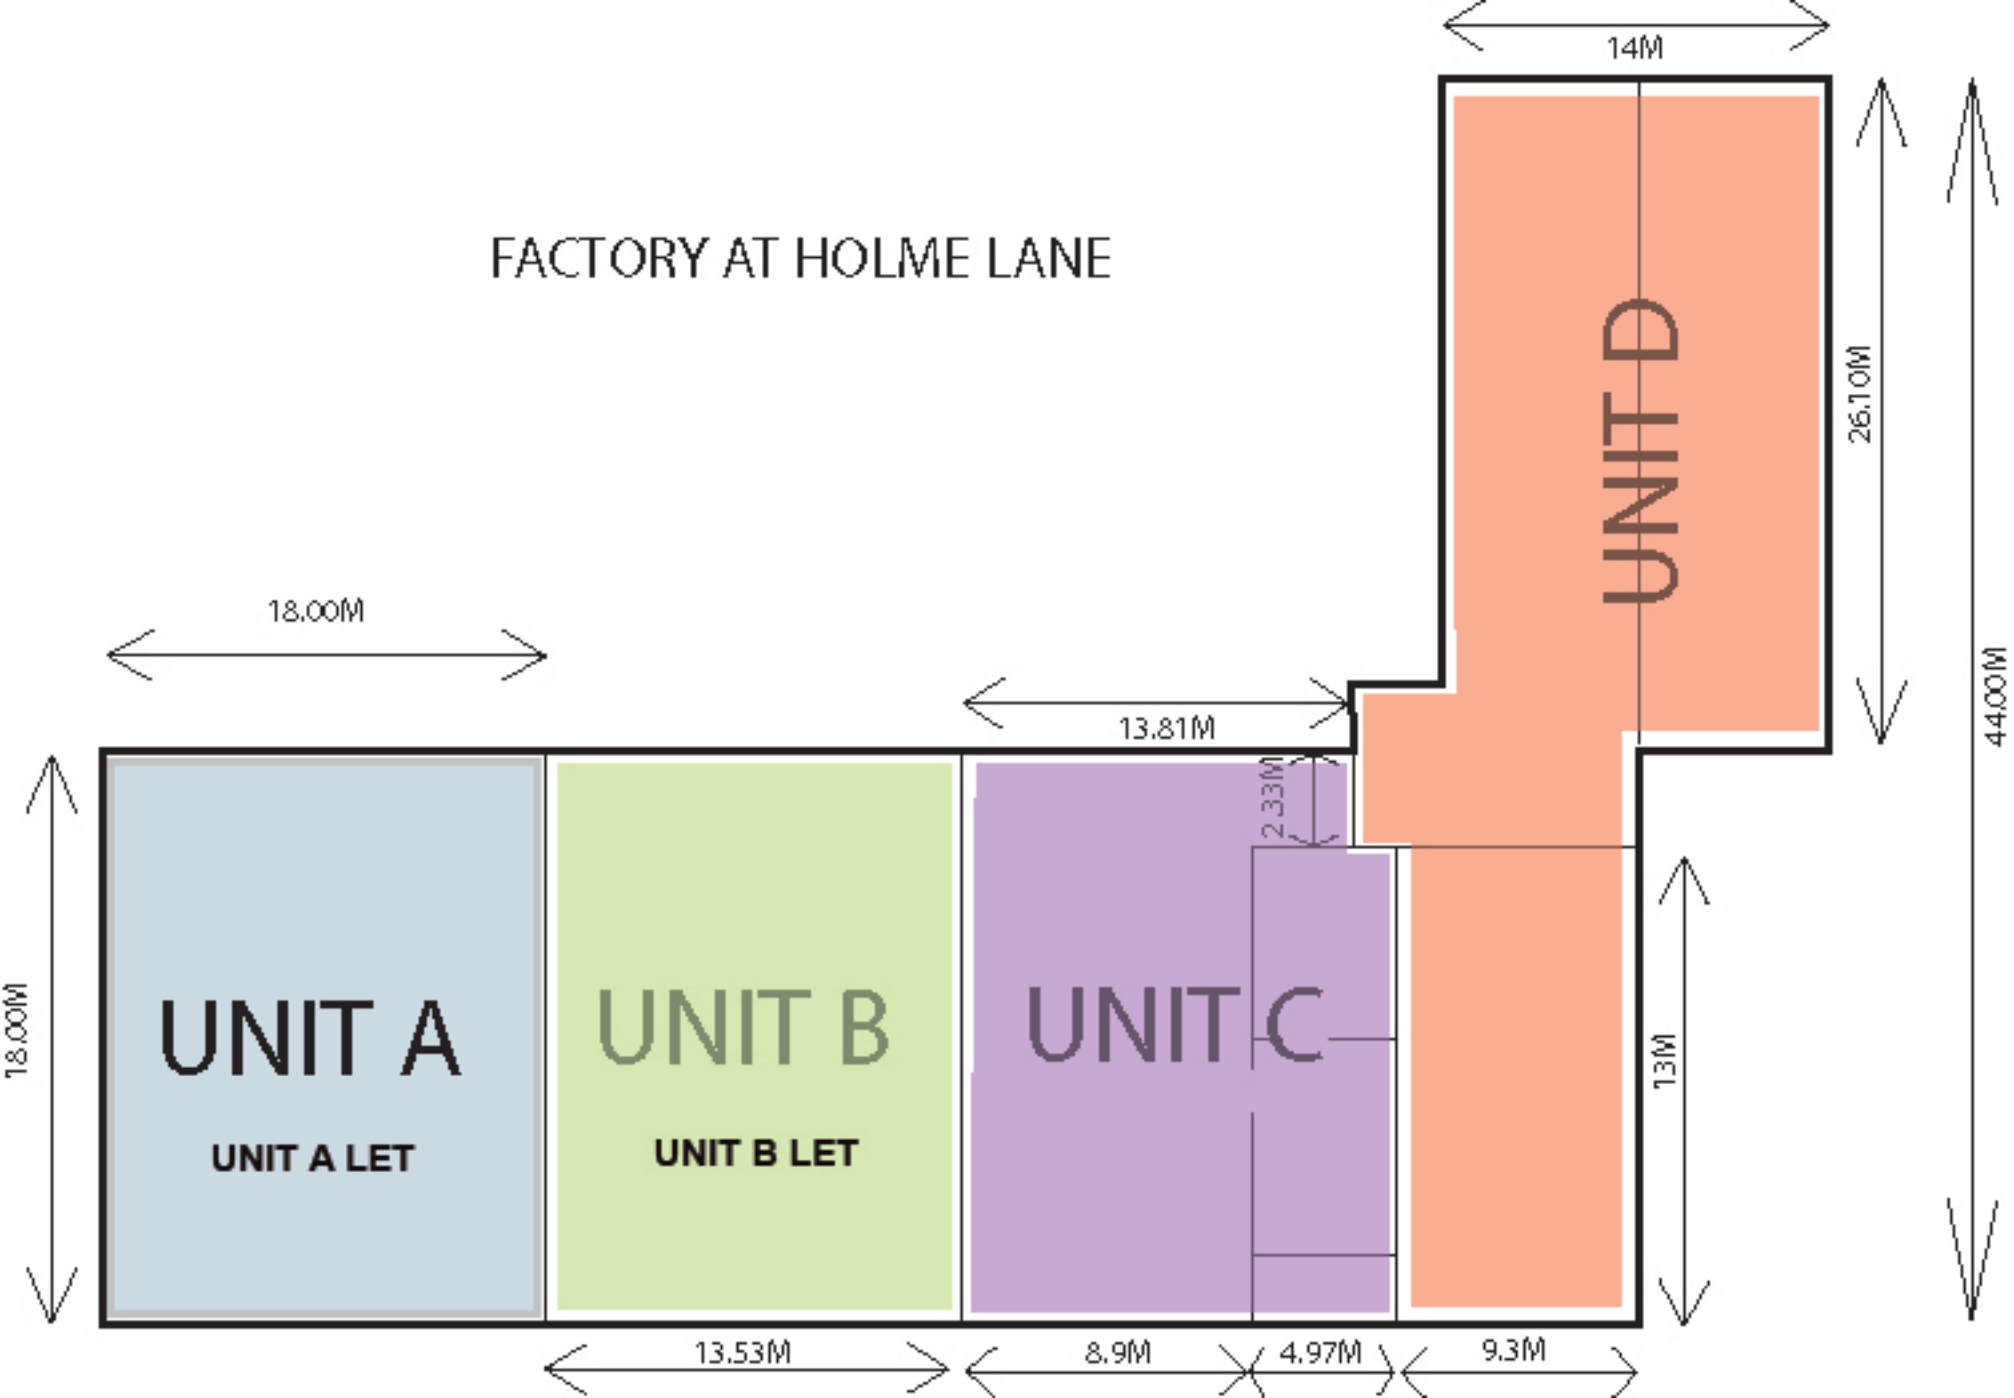 14M
FACTORY AT HOLME LANE
UNIT D
26.10M
44.00M
18.00M
13.81M
2.33M
18.00M
UNIT A
UNIT B
UNIT C
13M
UNIT A LET
UNIT B LET
13.53M
8.9M
4.97M
9.3M